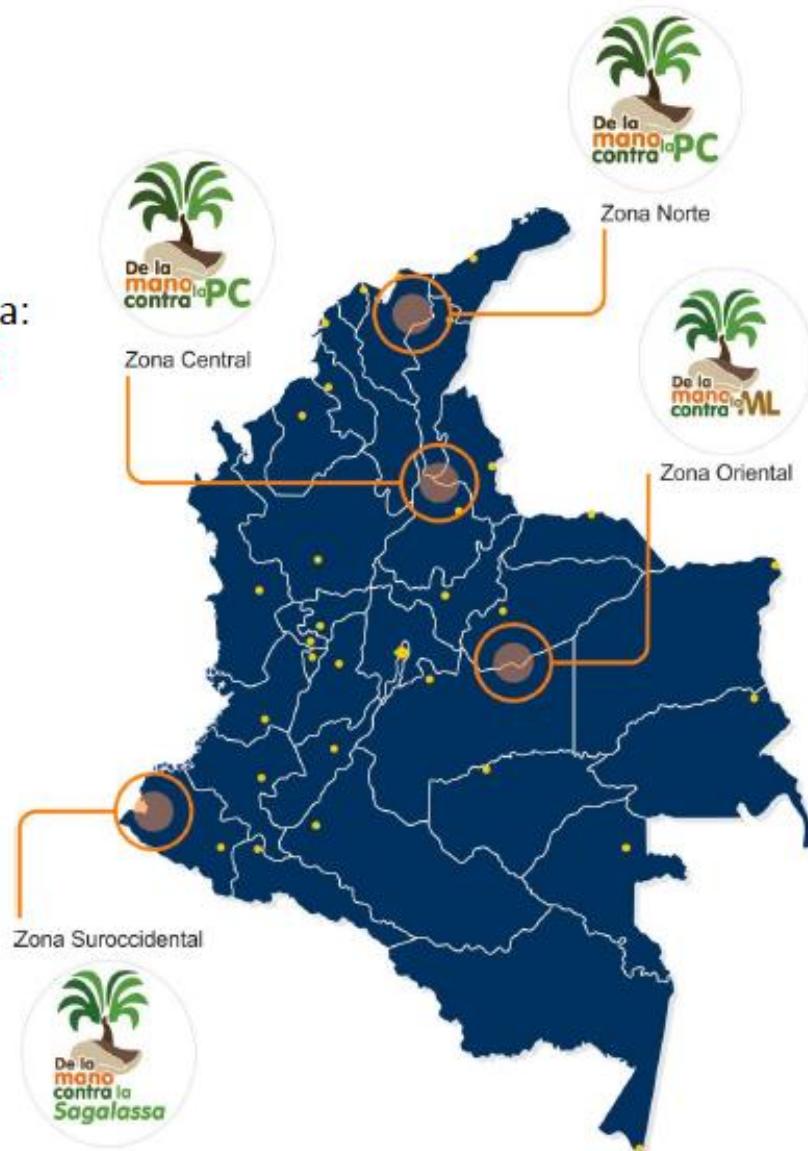 De la
mano
contra la PC
Zona Norte
De la
mano
contra la PC
a:
Zona Central
De la
mano
contra la ML
Zona Oriental
Zona Suroccidental
De la
mano
contra la
Sagalassa